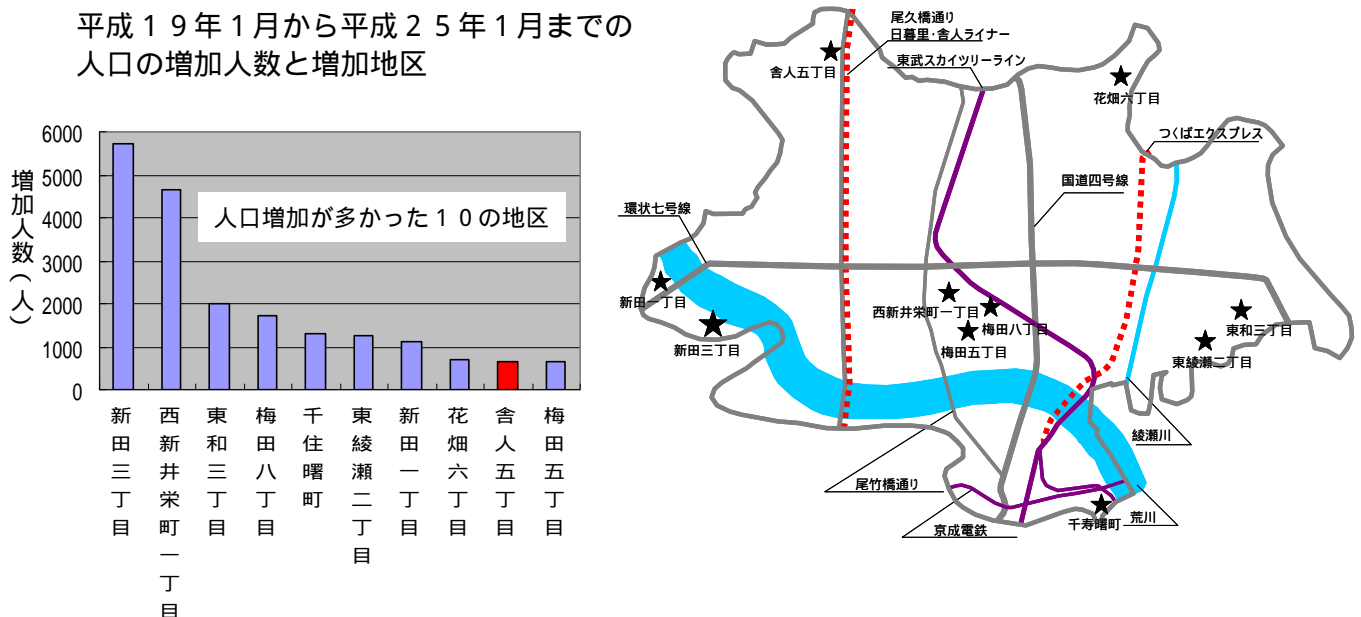 平成１９年１月から平成２５年１月までの
人口の増加人数と増加地区
6000
5000
4000
3000
2000
1000
0
増加人数（人）
人口増加が多かった１０の地区
新田三丁目
西新井栄町一丁目
東和三丁目
梅田八丁目
千住曙町
東綾瀬二丁目
新田一丁目
花畑六丁目
舎人五丁目
梅田五丁目
尾久橋通り
日暮里・舎人ライナー
東武スカイツリーライン
舎人五丁目
花畑六丁目
つくばエクスプレス
国道四号線
環状七号線
新田一丁目
新田三丁目
西新井栄町一丁目
梅田八丁目
梅田五丁目
東和三丁目
東綾瀬二丁目
綾瀬川
尾竹橋通り
京成電鉄
千寿曙町
荒川